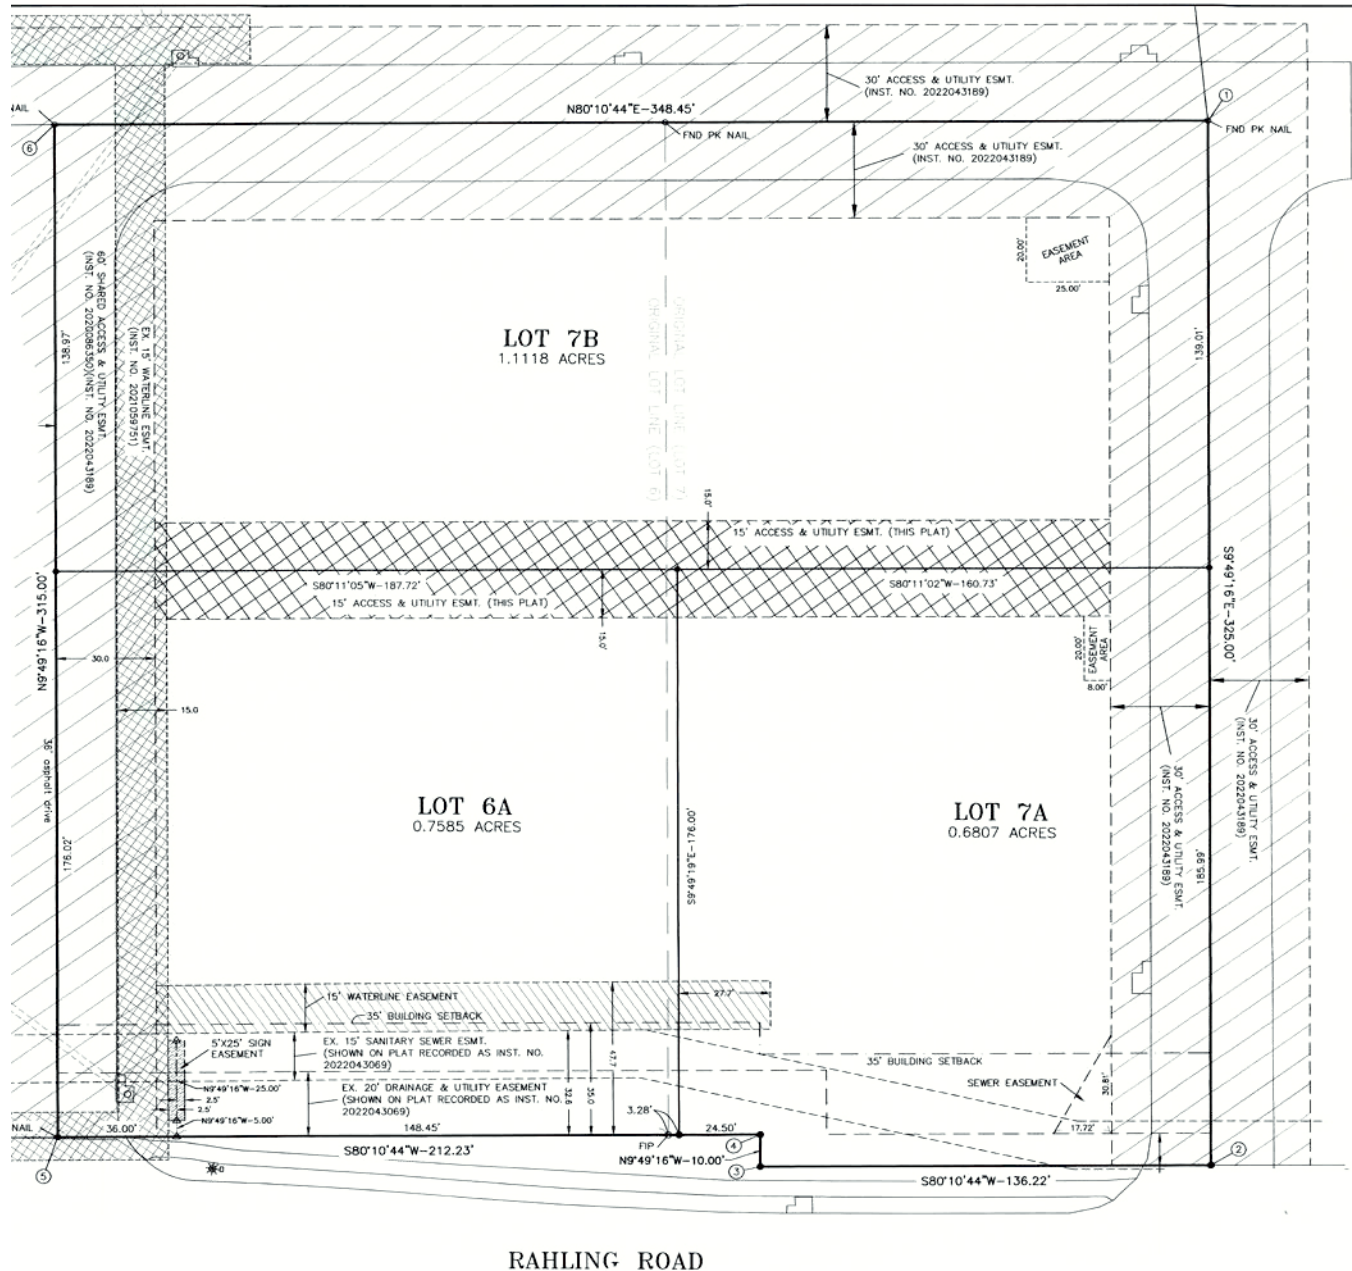 30' ACCESS & UTILITY ESMT.
(INST. NO. 2022043189)
NAIL
N80°10'44"E-348.45'
1
FND PK NAIL
FND PK NAIL
6
30' ACCESS & UTILITY ESMT.
(INST. NO. 2022043189)
20.00'
EASEMENT
AREA
25.00'
60' SHARED ACCESS & UTILITY ESMT.
(INST. NO. 2020086350)(INST. NO. 2022043189)
EX. 15' WATERLINE ESMT.
(INST. NO. 2021059751)
138.97'
ORIGINAL LOT LINE (LOT 7)
ORIGINAL LOT LINE (LOT 6)
LOT 7B
1.1118 ACRES
139.01'
15.0'
15' ACCESS & UTILITY ESMT. (THIS PLAT)
S80°11'05"W-187.72'
S80°11'02"W-160.73'
15' ACCESS & UTILITY ESMT. (THIS PLAT)
15.0'
N9°49'16"W-315.00'
S9°49'16"E-325.00'
30.0
20.00'
EASEMENT
AREA
8.00'
15.0
36' asphalt drive
30' ACCESS & UTILITY ESMT.
(INST. NO. 2022043189)
30' ACCESS & UTILITY ESMT.
(INST. NO. 2022043189)
LOT 6A
0.7585 ACRES
S9°49'19"E-176.00'
LOT 7A
0.6807 ACRES
176.02'
185.99'
15' WATERLINE EASEMENT
27.7'
35' BUILDING SETBACK
5'X25' SIGN
EASEMENT
EX. 15' SANITARY SEWER ESMT.
(SHOWN ON PLAT RECORDED AS INST. NO.
2022043069)
47.7
35' BUILDING SETBACK
SEWER EASEMENT
30.81'
N9°49'16"W-25.00'
2.5'
2.5'
N9°49'16"W-5.00'
EX. 20' DRAINAGE & UTILITY EASEMENT
(SHOWN ON PLAT RECORDED AS INST. NO.
2022043069)
32.6
35.0
3.28'
NAIL
36.00'
148.45'
24.50'
17.72'
FIP
4
S80°10'44"W-212.23'
N9°49'16"W-10.00'
3
2
5
S80°10'44"W-136.22'
RAHLING ROAD